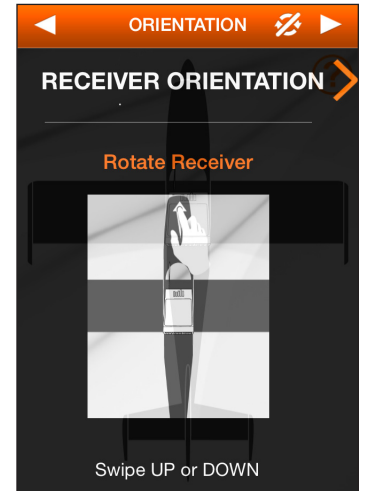 ORIENTATION
RECEIVER ORIENTATION
Rotate Receiver
Swipe UP or DOWN